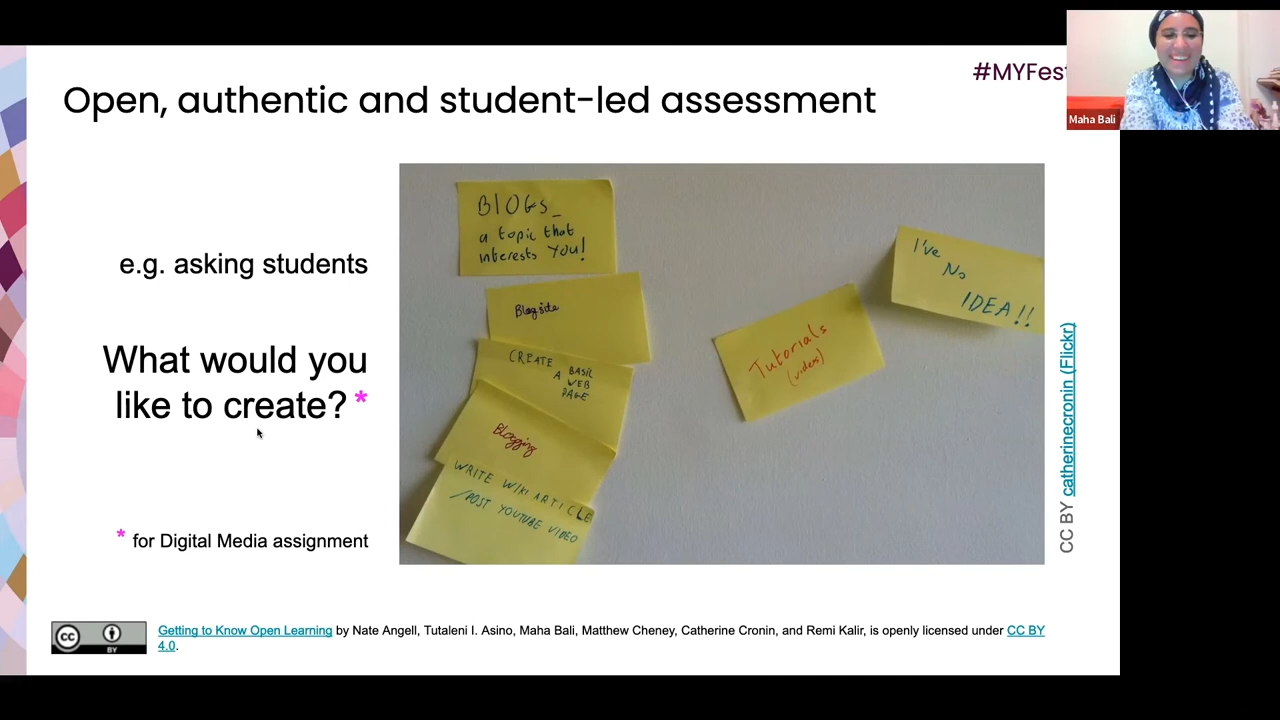 #MYFest
Open, authentic and student-led assessment
Maha Bali
e.g. asking students
What would you
like to create? *
* for Digital Media assignment
BlOGS_
a topic that
interests You!
Blogsite
CREATE
A BASIC
WEB
PAGE
Blogging
WRITE WIKI ARTICLE
/POST YOUTUBE VIDEO
Tutorials
(videos)
I've
No
IDEA!!
CC BY catherinecronin (Flickr)
cc BY
Getting to Know Open Learning by Nate Angell, Tutaleni I. Asino, Maha Bali, Matthew Cheney, Catherine Cronin, and Remi Kalir, is openly licensed under CC BY
4.0.